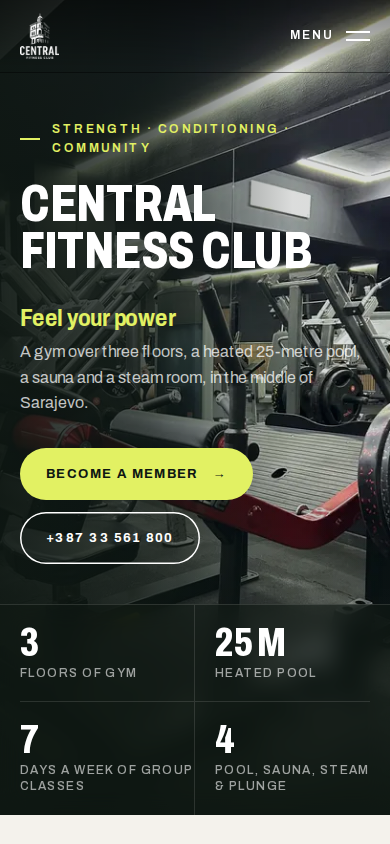 CENTRAL
FITNESS CLUB
MENU
STRENGTH · CONDITIONING ·
COMMUNITY
CENTRAL
FITNESS CLUB
Feel your power
A gym over three floors, a heated 25-metre pool,
a sauna and a steam room, in the middle of
Sarajevo.
BECOME A MEMBER →
+387 33 561 800
3
FLOORS OF GYM
25 M
HEATED POOL
7
DAYS A WEEK OF GROUP
CLASSES
4
POOL, SAUNA, STEAM
& PLUNGE